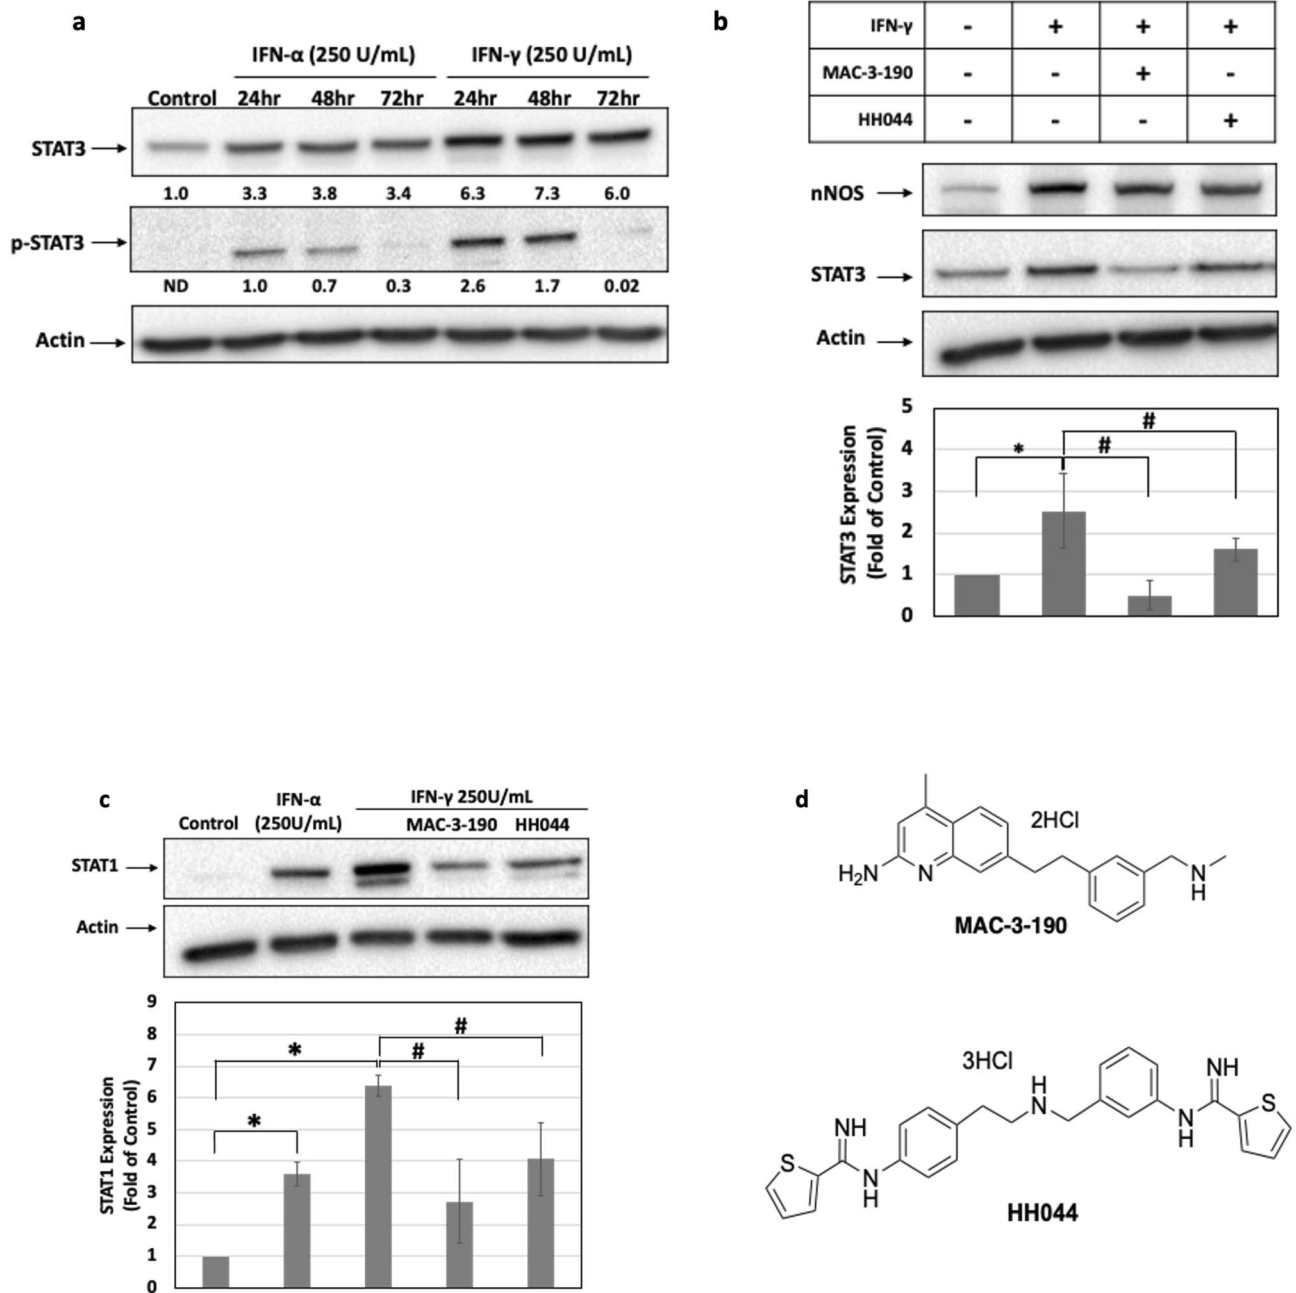 a
IFN-α (250 U/mL) IFN-γ (250 U/mL)
Control 24hr 48hr 72hr 24hr 48hr 72hr
STAT3
1.0 3.3 3.8 3.4 6.3 7.3 6.0
p-STAT3
ND 1.0 0.7 0.3 2.6 1.7 0.02
Actin
b
IFN-γ - + + +
MAC-3-190 - - + -
HH044 - - - +
nNOS
STAT3
Actin
STAT3 Expression
(Fold of Control)
5
4
3
2
1
0
* # #
c
IFN-α
(250U/mL)
IFN-γ 250U/mL
Control MAC-3-190 HH044
STAT1
Actin
STAT1 Expression
(Fold of Control)
9
8
7
6
5
4
3
2
1
0
* * # #
d
2HCl
H₂N N N
H
MAC-3-190
3HCl
H
N
NH
S
N
H
NH
N
H
S
HH044